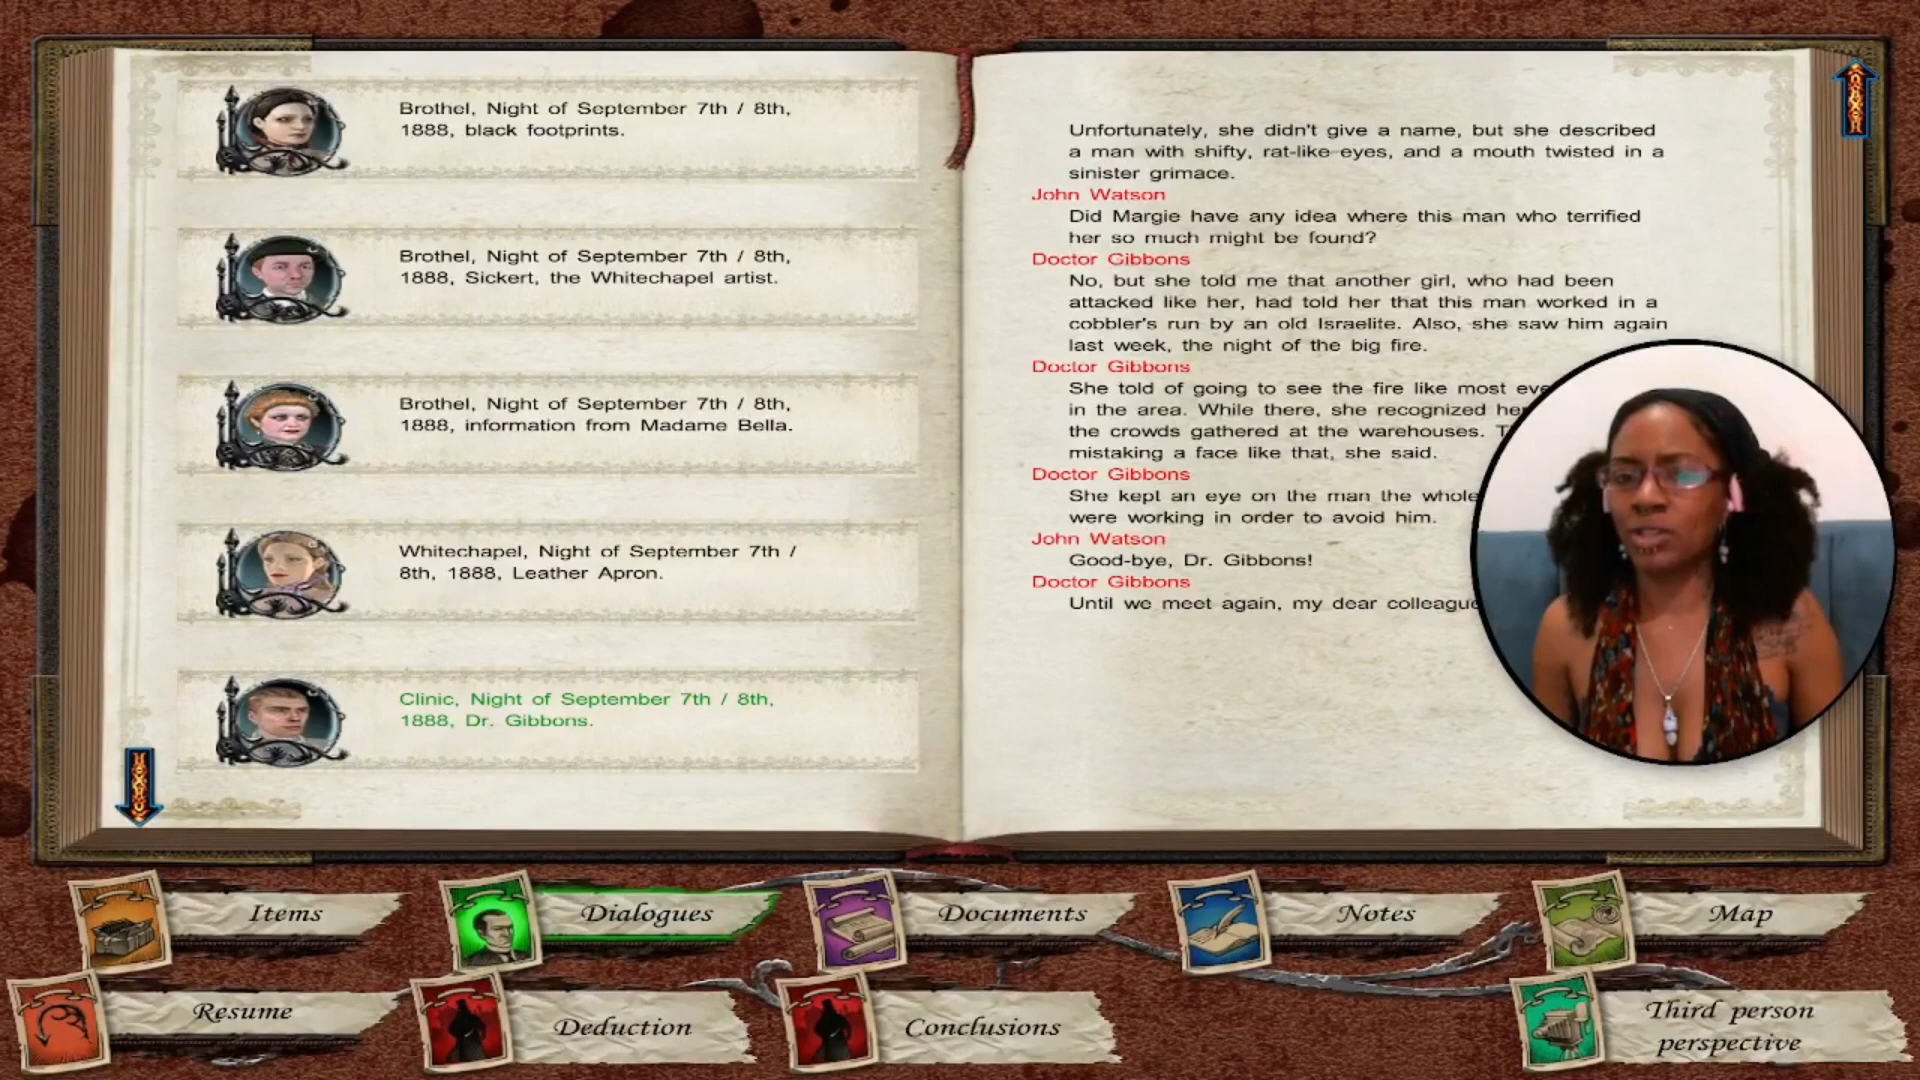 Brothel, Night of September 7th / 8th,
1888, black footprints.
Brothel, Night of September 7th / 8th,
1888, Sickert, the Whitechapel artist.
Brothel, Night of September 7th / 8th,
1888, information from Madame Bella.
Whitechapel, Night of September 7th /
8th, 1888, Leather Apron.
Clinic, Night of September 7th / 8th,
1888, Dr. Gibbons.
Unfortunately, she didn't give a name, but she described
a man with shifty, rat-like-eyes, and a mouth twisted in a
sinister grimace.
John Watson
Did Margie have any idea where this man who terrified
her so much might be found?
Doctor Gibbons
No, but she told me that another girl, who had been
attacked like her, had told her that this man worked in a
cobbler's run by an old Israelite. Also, she saw him again
last week, the night of the big fire.
Doctor Gibbons
She told of going to see the fire like most
in the area. While there, she recognized
the crowds gathered at the warehouses.
mistaking a face like that, she said.
Doctor Gibbons
She kept an eye on the man the whole
were working in order to avoid him.
John Watson
Good-bye, Dr. Gibbons!
Doctor Gibbons
Until we meet again, my dear
Items
Dialogues
Documents
Notes
Map
Resume
Deduction
Conclusions
Third person
perspective